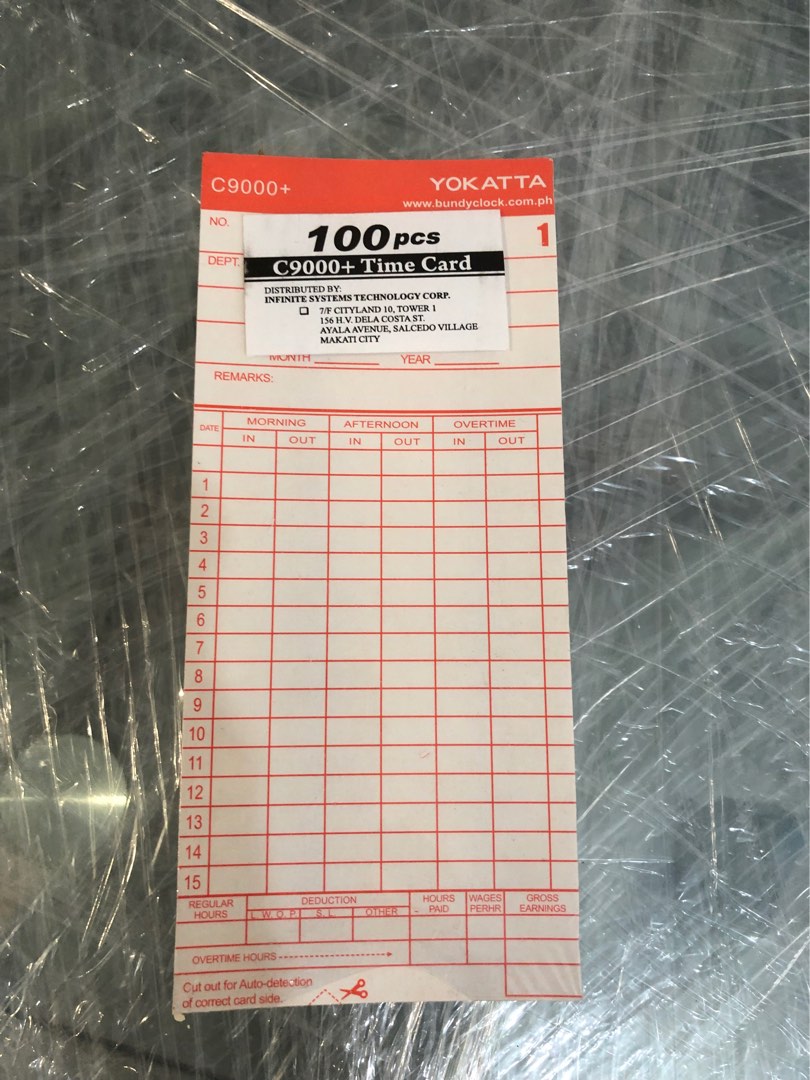 C9000+ YOKATTA
www.bundyclock.com.ph
NO. 1
100 pcs
C9000+ Time Card
DEPT.
DISTRIBUTED BY:
INFINITE SYSTEMS TECHNOLOGY CORP.
7/F CITYLAND 10, TOWER 1
156 H.V. DELA COSTA ST.
AYALA AVENUE, SALCEDO VILLAGE
MAKATI CITY
MONTH YEAR
REMARKS:
DATE MORNING AFTERNOON OVERTIME
IN OUT IN OUT IN OUT
1
2
3
4
5
6
7
8
9
10
11
12
13
14
15
REGULAR HOURS DEDUCTION HOURS PAID WAGES PERHR GROSS EARNINGS
L.W.O.P. S.L. OTHER
OVERTIME HOURS
Cut out for Auto-detection
of correct card side.